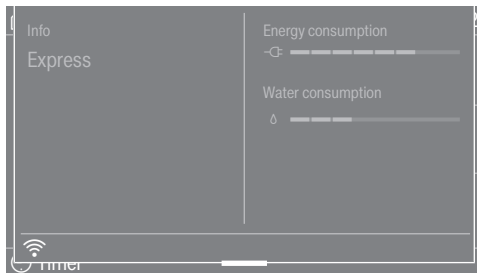 Info
Express
Energy consumption
Water consumption
Timer